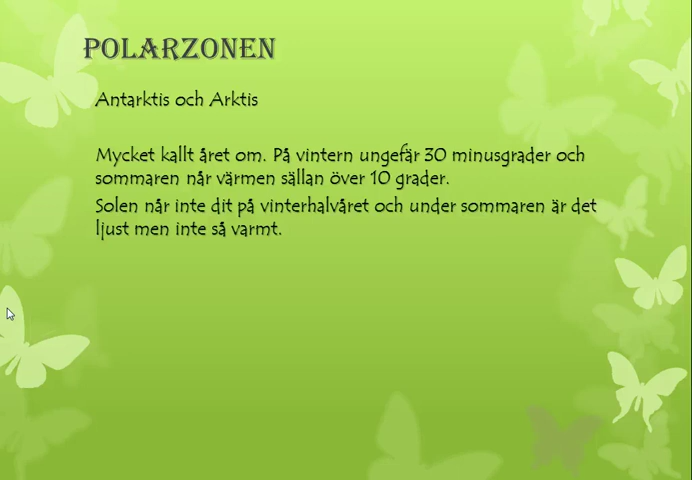 POLARZONEN
Antarktis och Arktis
Mycket kallt året om. På vintern ungefär 30 minusgrader och
sommaren når värmen sällan över 10 grader.
Solen når inte dit på vinterhalvåret och under sommaren är det
ljust men inte så varmt.